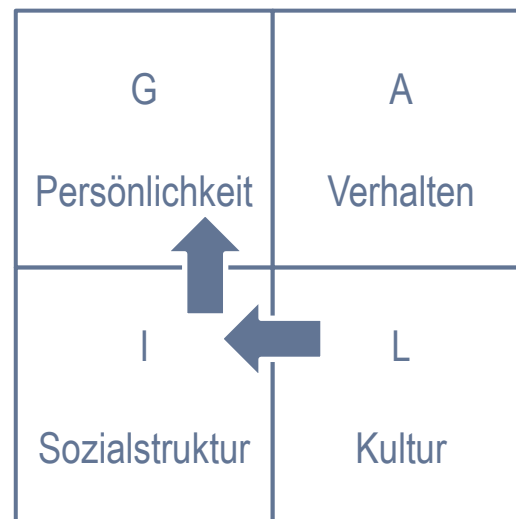 G
A
Persönlichkeit
Verhalten
I
L
Sozialstruktur
Kultur